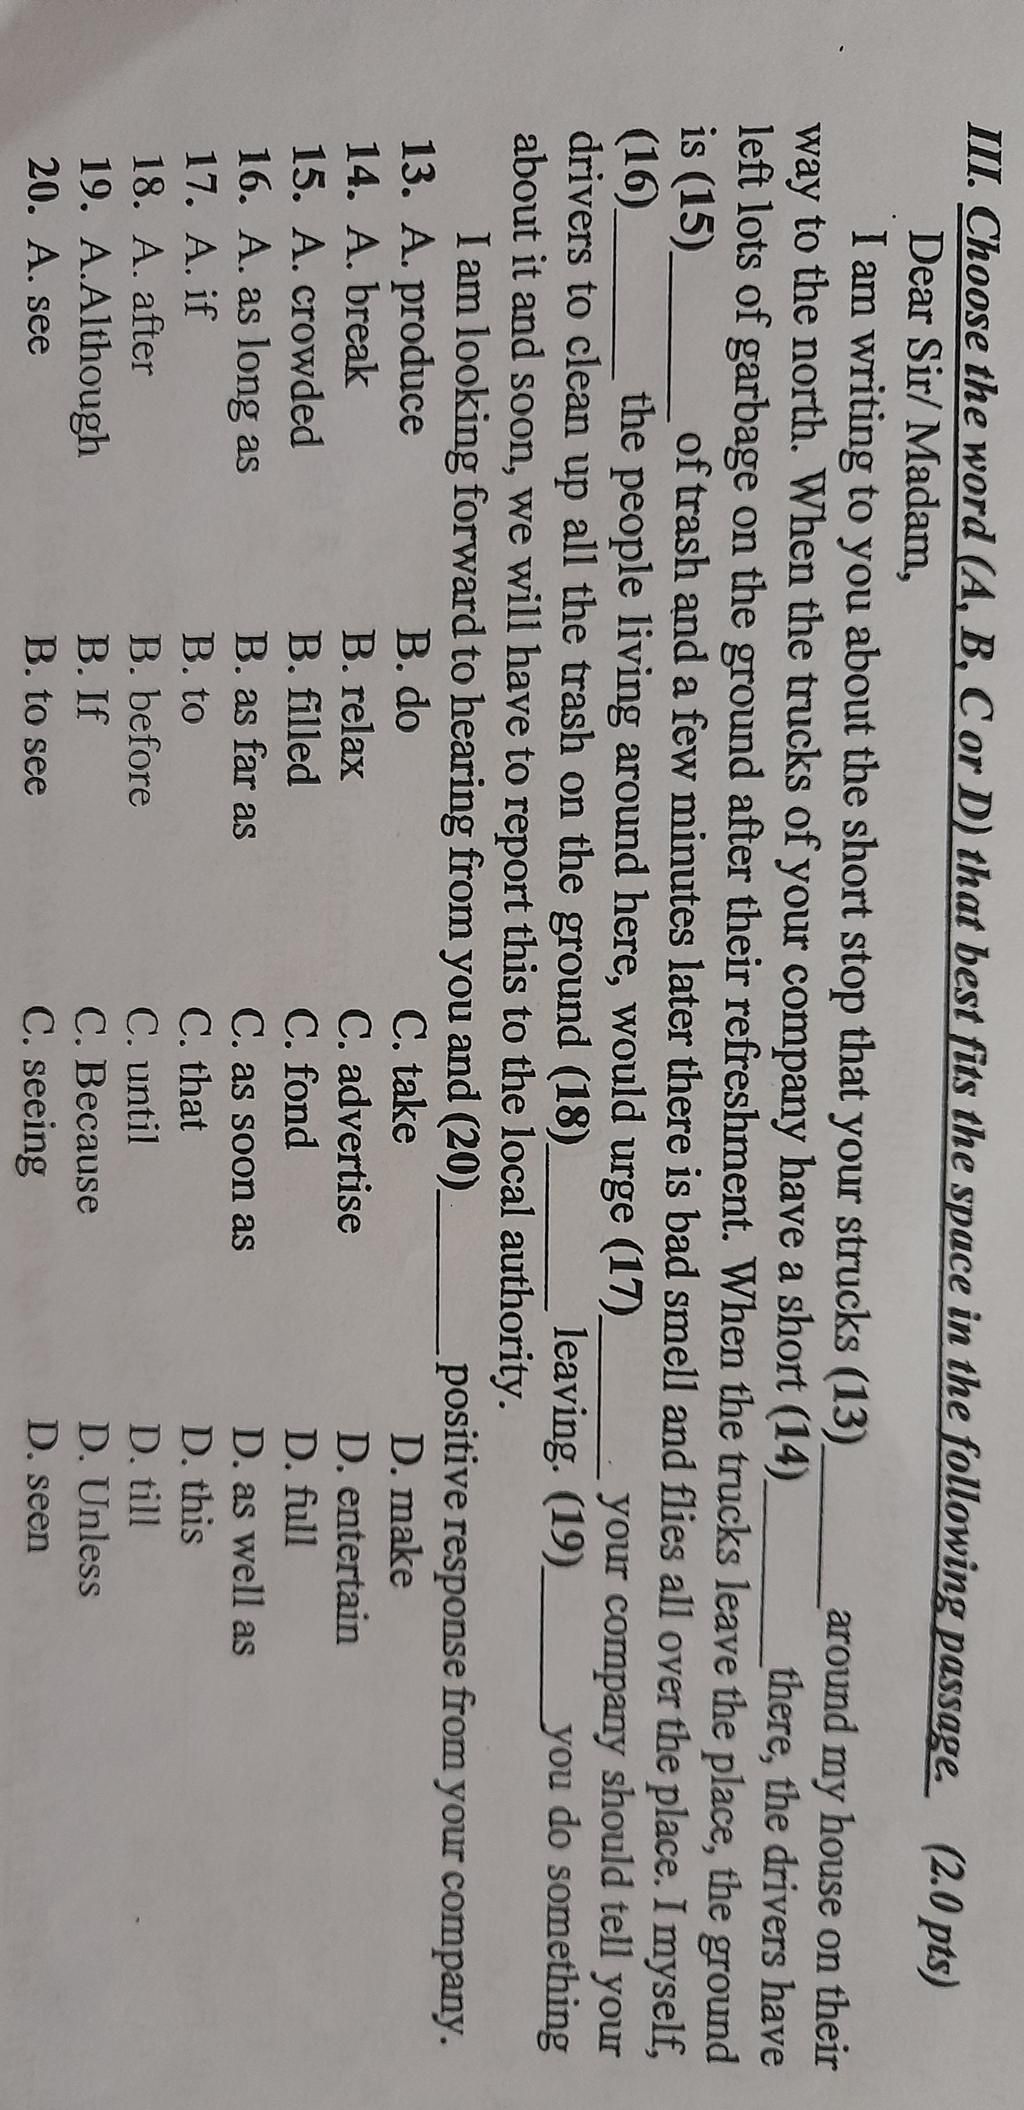 III. Choose the word (A, B, C or D) that best fits the space in the following passage. (2.0 pts)
Dear Sir/ Madam,
I am writing to you about the short stop that your strucks (13)________ around my house on their
way to the north. When the trucks of your company have a short (14)________ there, the drivers have
left lots of garbage on the ground after their refreshment. When the trucks leave the place, the ground
is (15)________ of trash and a few minutes later there is bad smell and flies all over the place. I myself,
(16)________ the people living around here, would urge (17)________ your company should tell your
drivers to clean up all the trash on the ground (18)________ leaving. (19)________you do something
about it and soon, we will have to report this to the local authority.
I am looking forward to hearing from you and (20)________positive response from your company.
13. A. produce B. do C. take D. make
14. A. break B. relax C. advertise D. entertain
15. A. crowded B. filled C. fond D. full
16. A. as long as B. as far as C. as soon as D. as well as
17. A. if B. to C. that D. this
18. A. after B. before C. until D. till
19. A.Although B. If C. Because D. Unless
20. A. see B. to see C. seeing D. seen